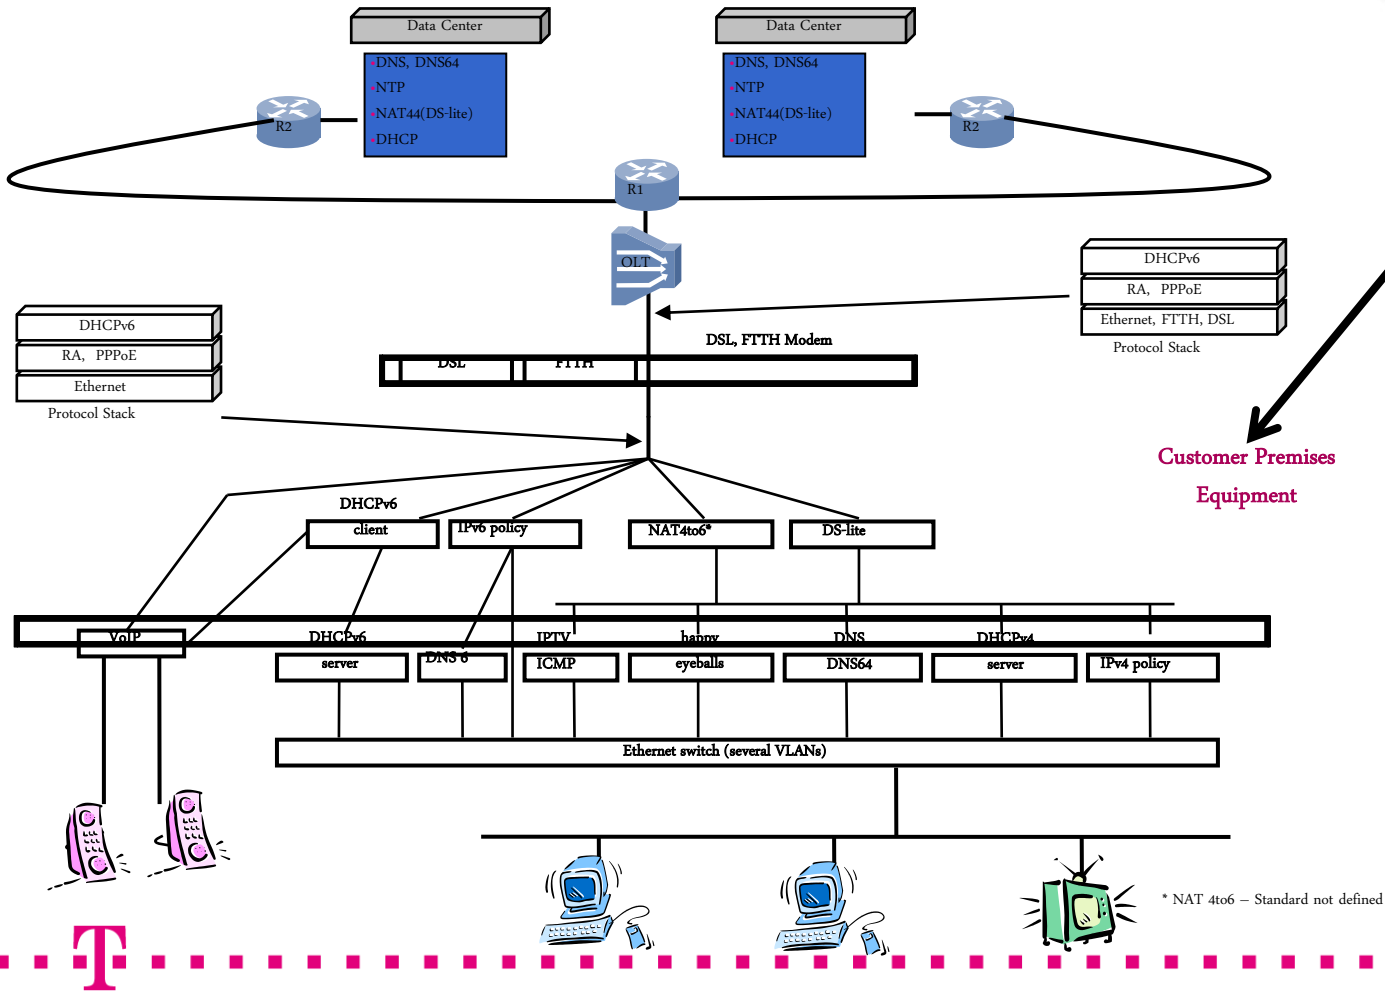 Data Center
Data Center
•DNS, DNS64
•NTP
•NAT44(DS-lite)
•DHCP
•DNS, DNS64
•NTP
•NAT44(DS-lite)
•DHCP
R2
R2
R1
OLT
DHCPv6
RA, PPPoE
Ethernet, FTTH, DSL
Protocol Stack
DHCPv6
RA, PPPoE
Ethernet
Protocol Stack
DSL, FTTH Modem
DSL
FTTH
Customer Premises
Equipment
DHCPv6
client
IPv6 policy
NAT4to6*
DS-lite
VoIP
DHCPv6
server
DNS 6
IPTV
ICMP
happy
eyeballs
DNS
DNS64
DHCPv4
server
IPv4 policy
Ethernet switch (several VLANs)
* NAT 4to6 – Standard not defined
T